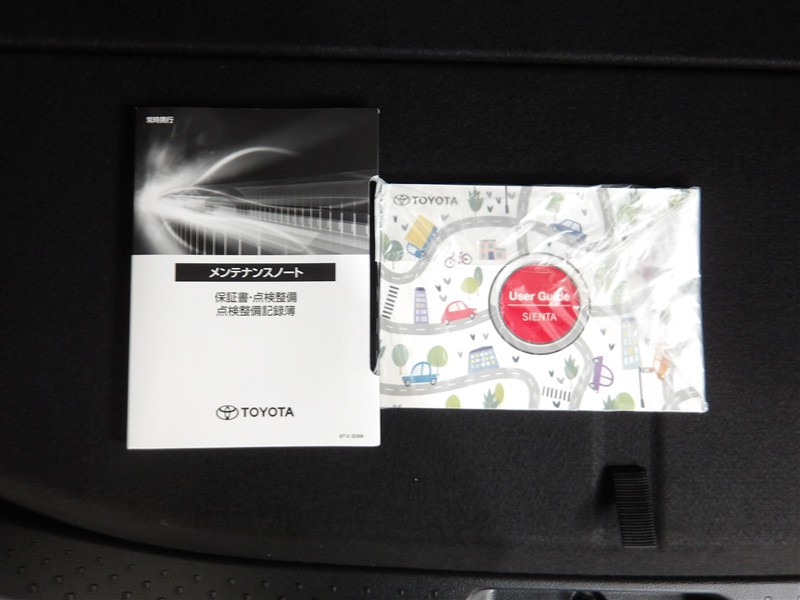 常時携行
メンテナンスノート
保証書・点検整備
点検整備記録簿
TOYOTA
TOYOTA
User Guide
SIENTA